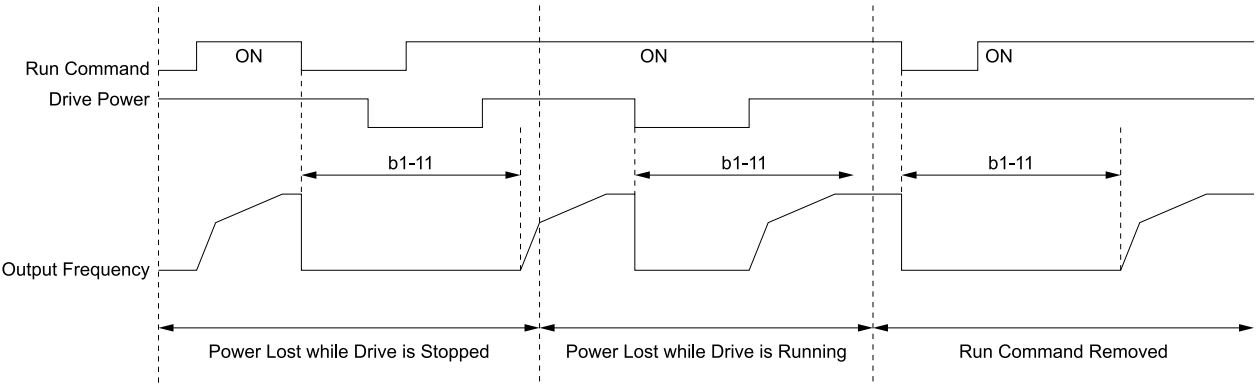 Run Command
ON
ON
ON
Drive Power
b1-11
b1-11
b1-11
Output Frequency
Power Lost while Drive is Stopped
Power Lost while Drive is Running
Run Command Removed